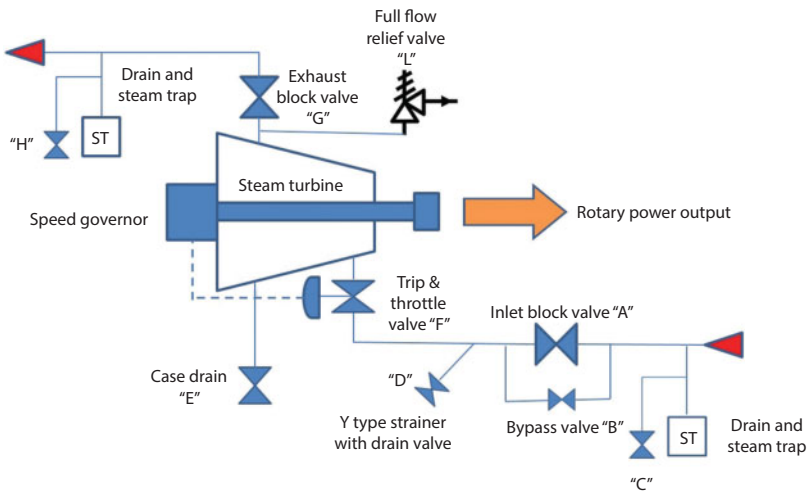 Full flow
relief valve
“L”
Drain and
steam trap
Exhaust
block valve
“G”
“H”
ST
Steam turbine
Speed governor
Rotary power output
Trip &
throttle
valve “F”
Inlet block valve “A”
Case drain
“E”
“D”
Y type strainer
with drain valve
Bypass valve “B”
ST
Drain and
steam trap
“C”